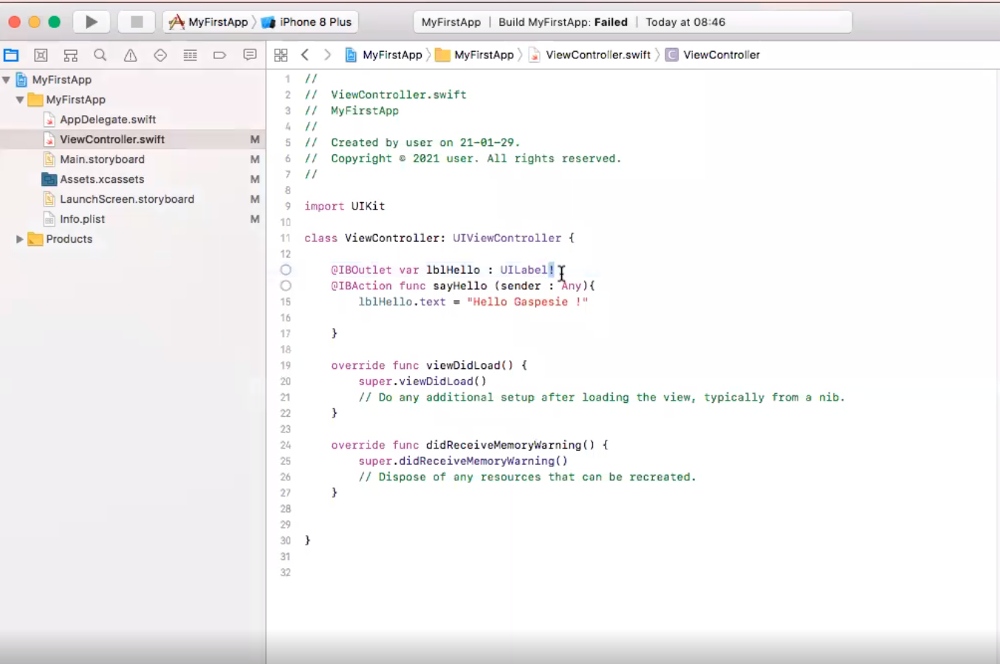 MyFirstApp iPhone 8 Plus MyFirstApp | Build MyFirstApp: Failed | Today at 08:46
MyFirstApp MyFirstApp ViewController.swift C ViewController
MyFirstApp
MyFirstApp
AppDelegate.swift
ViewController.swift M
Main.storyboard M
Assets.xcassets M
LaunchScreen.storyboard M
Info.plist M
Products
1 //
2 // ViewController.swift
3 // MyFirstApp
4 //
5 // Created by user on 21-01-29.
6 // Copyright © 2021 user. All rights reserved.
7 //
8
9 import UIKit
10
11 class ViewController: UIViewController {
12
@IBOutlet var lblHello : UILabel!
@IBAction func sayHello (sender : Any){
15 lblHello.text = "Hello Gaspesie !"
16
17 }
18
19 override func viewDidLoad() {
20 super.viewDidLoad()
21 // Do any additional setup after loading the view, typically from a nib.
22 }
23
24 override func didReceiveMemoryWarning() {
25 super.didReceiveMemoryWarning()
26 // Dispose of any resources that can be recreated.
27 }
28
29
30 }
31
32